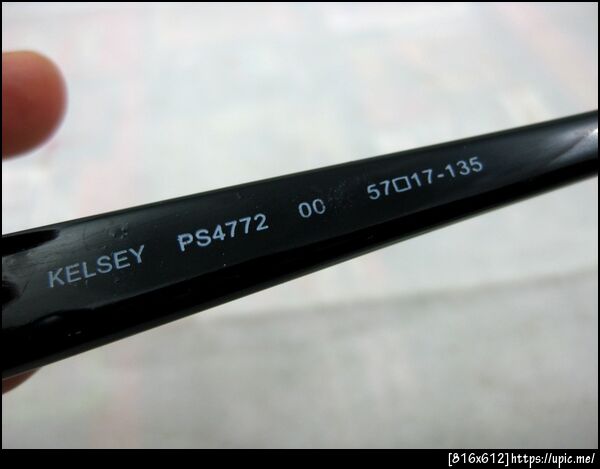 KELSEY PS4772 00 57□17-135
[816x612]https://upic.me/